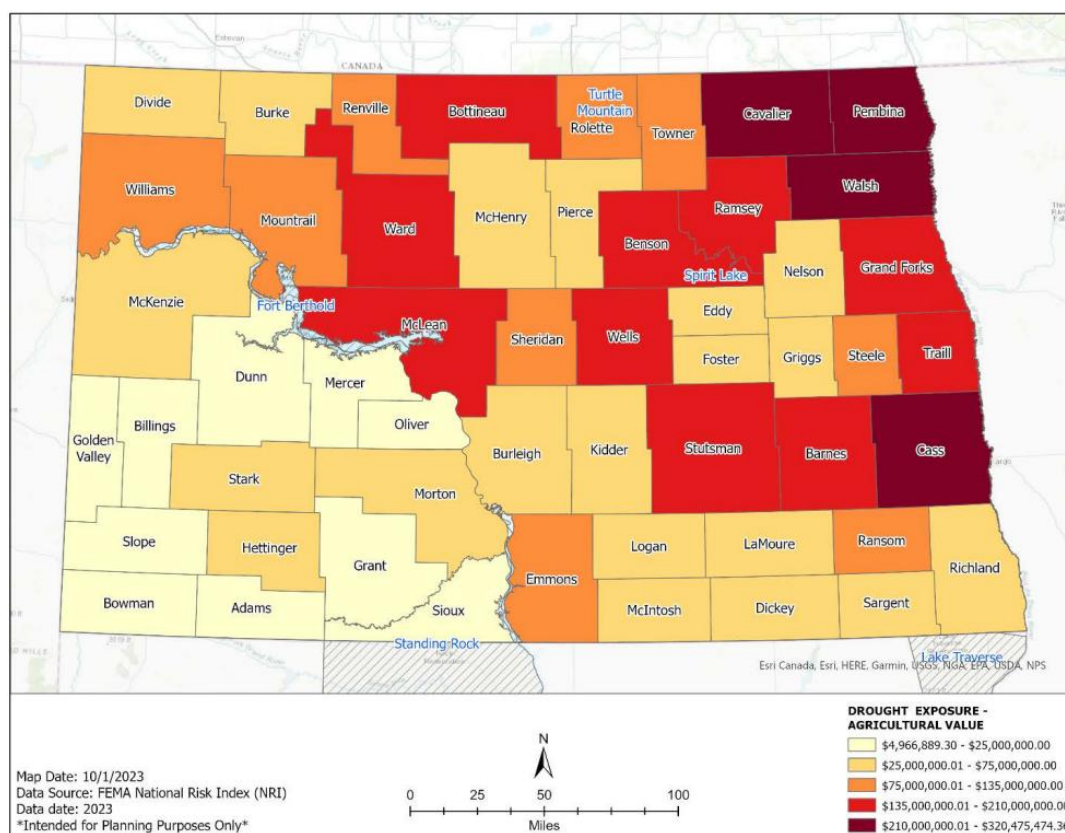 Estevan
CANADA
Divide
Burke
Renville
Bottineau
Turtle
Mountain
Rolette
Towner
Cavalier
Pembina
Williams
Mountrail
Ward
McHenry
Pierce
Benson
Ramsey
Walsh
Spirit Lake
Nelson
Grand Forks
McKenzie
Fort Berthold
McLean
Sheridan
Wells
Eddy
Foster
Griggs
Steele
Traill
Dunn
Mercer
Oliver
Golden
Valley
Billings
Stark
Morton
Burleigh
Kidder
Stutsman
Barnes
Cass
Slope
Hettinger
Grant
Emmons
Logan
LaMoure
Ransom
Richland
Bowman
Adams
Sioux
McIntosh
Dickey
Sargent
Standing Rock
Lake Traverse
Esri Canada, Esri, HERE, Garmin, USGS, NGA, EPA, USDA, NPS
DROUGHT EXPOSURE -
AGRICULTURAL VALUE
$4,966,889.30 - $25,000,000.00
$25,000,000.01 - $75,000,000.00
$75,000,000.01 - $135,000,000.00
$135,000,000.01 - $210,000,000.00
$210,000,000.01 - $320,475,474.36
N
Map Date: 10/1/2023
Data Source: FEMA National Risk Index (NRI)
Data date: 2023
*Intended for Planning Purposes Only*
0 25 50 75 100
Miles